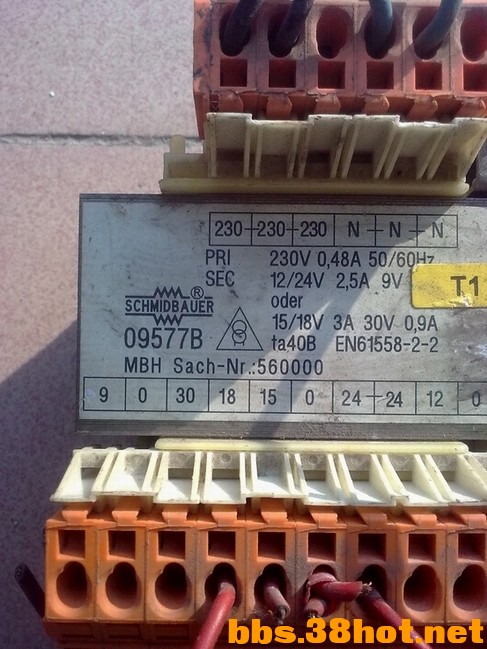 230-230-230 N-N-N
PRI 230V 0,48A 50/60Hz
SEC 12/24V 2,5A 9V
T1
oder
SCHMIDBAUER
15/18V 3A 30V 0,9A
09577B
ta40B EN61558-2-2
MBH Sach-Nr.:560000
9 0 30 18 15 0 24-24 12 0
bbs.38hot.net